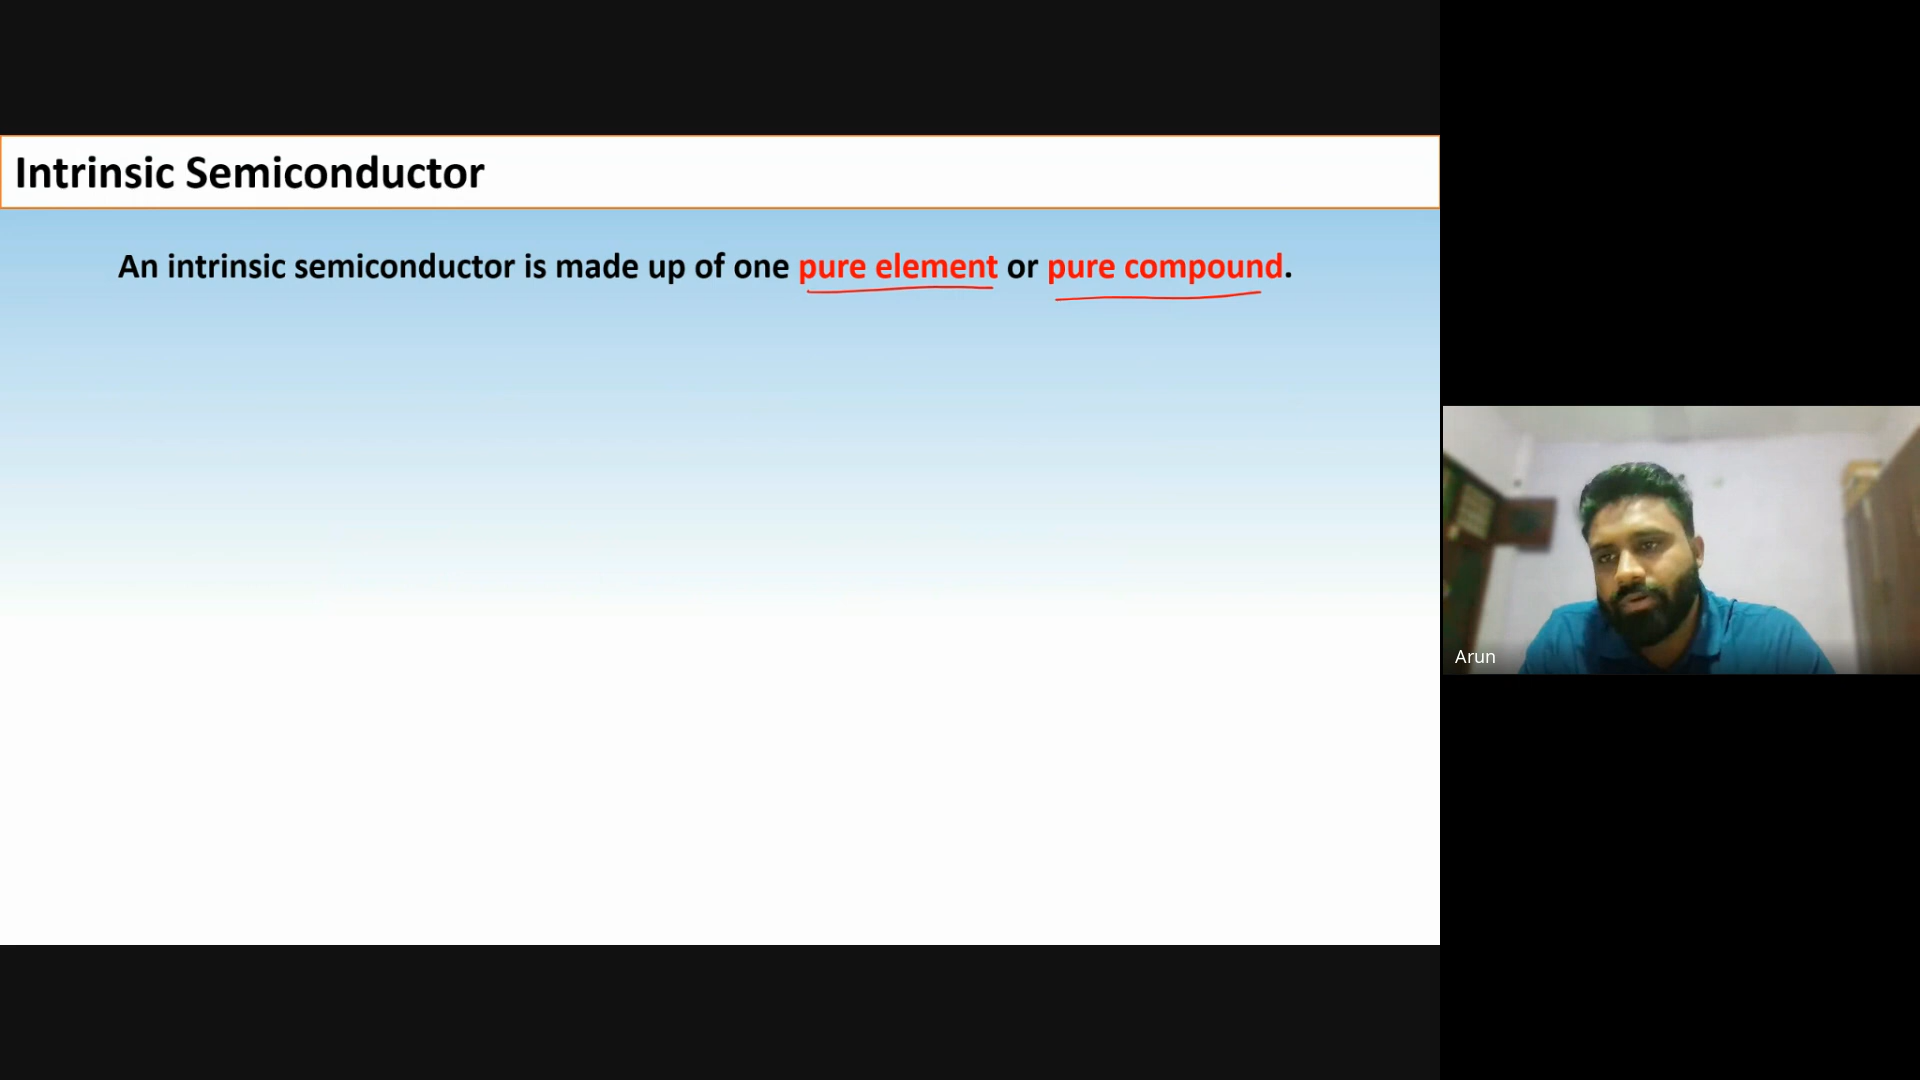 Intrinsic Semiconductor
An intrinsic semiconductor is made up of one pure element or pure compound.
Arun